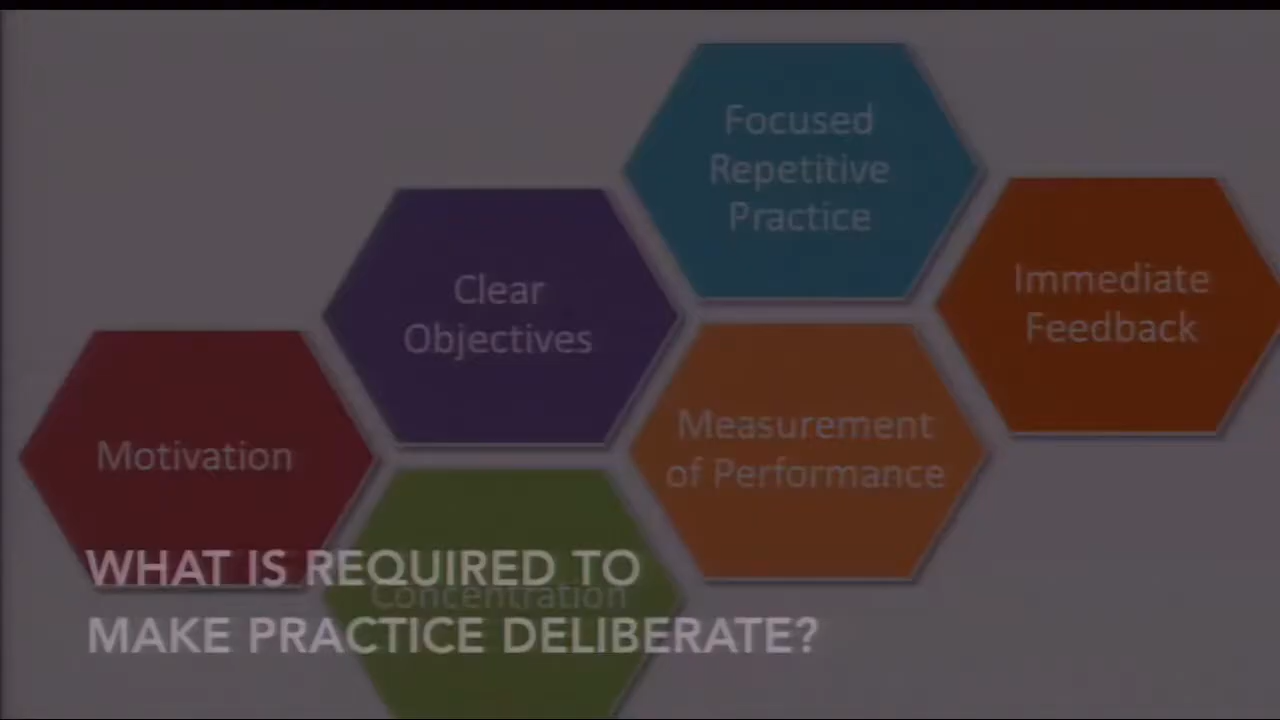 Focused
Repetitive
Practice
Immediate
Feedback
Clear
Objectives
Measurement
of Performance
Motivation
Concentration
WHAT IS REQUIRED TO
MAKE PRACTICE DELIBERATE?